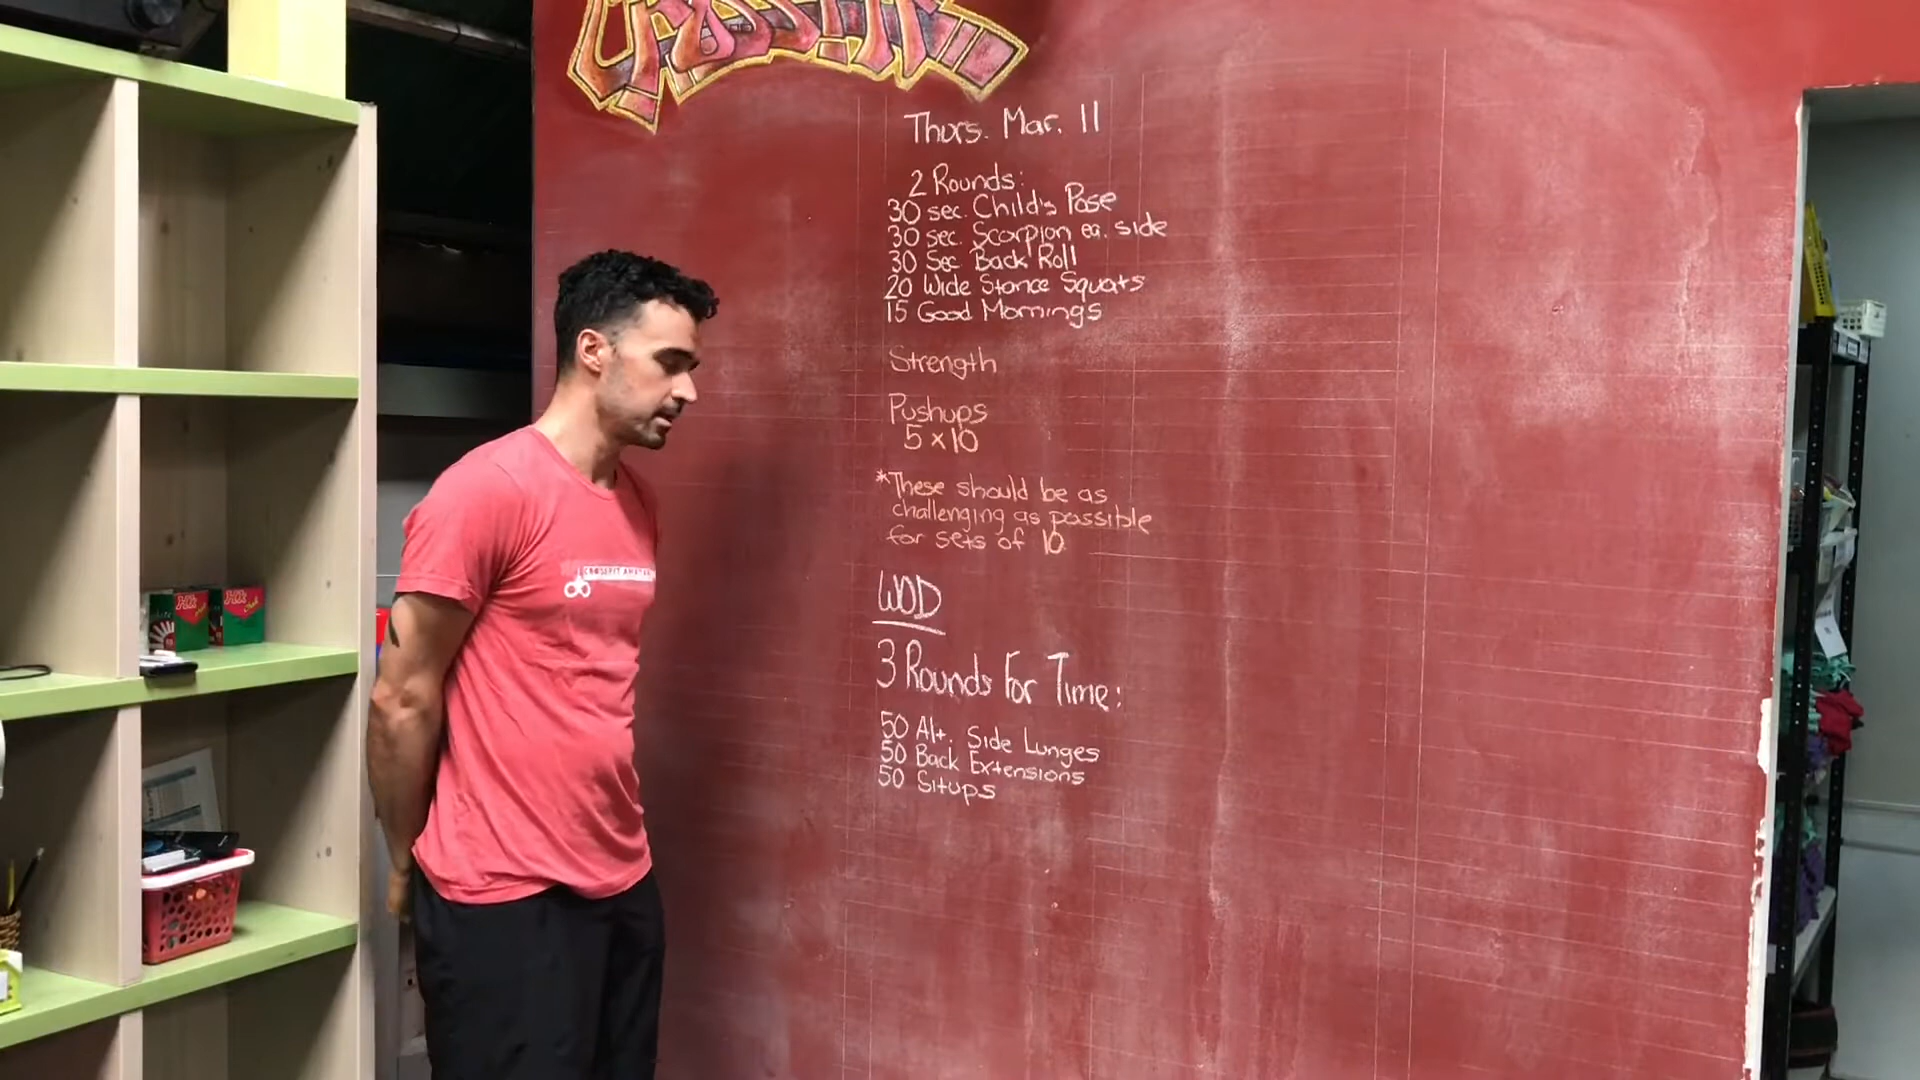 Thurs. Mar. 11
2 Rounds:
30 sec. Child's Pose
30 sec. Scorpion ea. side
30 Sec Back Roll
20 Wide Stance Squats
15 Good Mornings
Strength
Pushups
5 x 10
*These should be as
challenging as possible
for sets of 10
WOD
3 Rounds For Time:
50 Alt. Side Lunges
50 Back Extensions
50 Situps